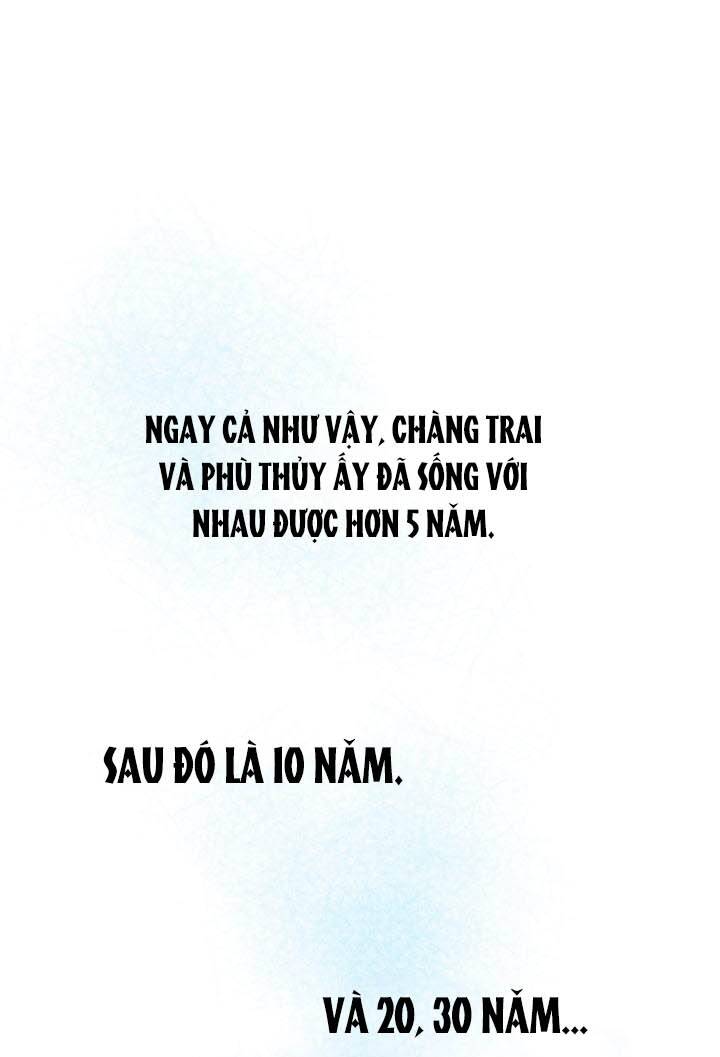 NGAY CẢ NHƯ VẬY, CHÀNG TRAI
VÀ PHÙ THỦY ẤY ĐÃ SỐNG VỚI
NHAU ĐƯỢC HƠN 5 NĂM.
SAU ĐÓ LÀ 10 NĂM.
VÀ 20, 30 NĂM...